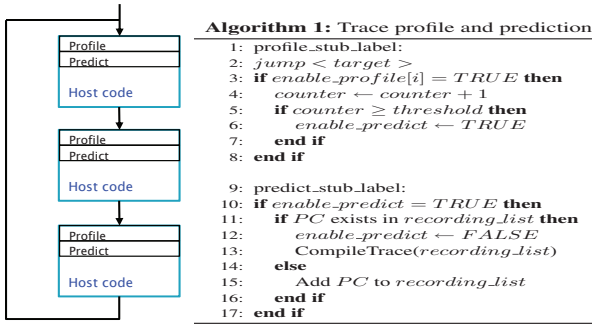 Profile
Predict
Host code
Profile
Predict
Host code
Profile
Predict
Host code
Algorithm 1: Trace profile and prediction
1: profile_stub_label:
2: jump < target >
3: if enable_profile[i] = TRUE then
4: counter ← counter + 1
5: if counter ≥ threshold then
6: enable_predict ← TRUE
7: end if
8: end if
9: predict_stub_label:
10: if enable_predict = TRUE then
11: if PC exists in recording_list then
12: enable_predict ← FALSE
13: CompileTrace(recording_list)
14: else
15: Add PC to recording_list
16: end if
17: end if